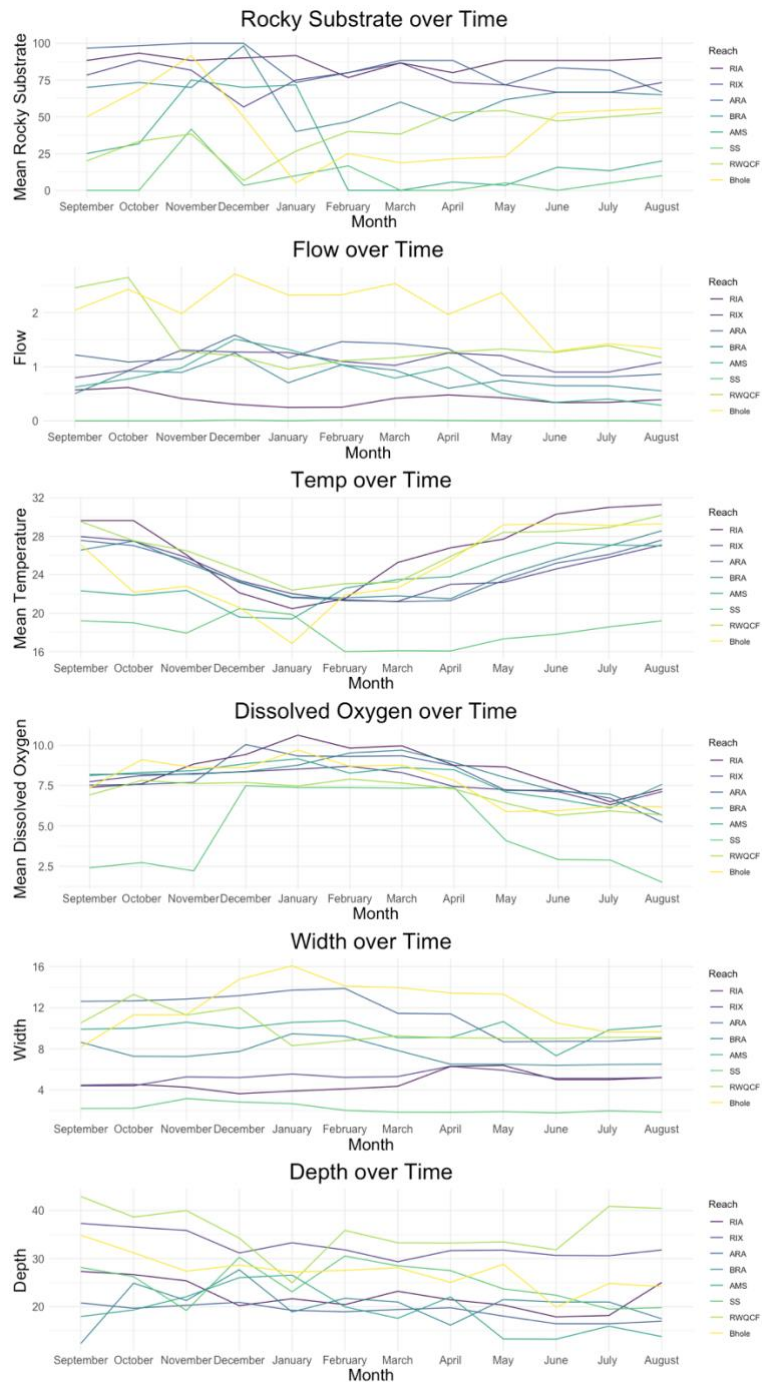 Rocky Substrate over Time
Mean Rocky Substrate
100
75
50
25
0
September October November December January February March April May June July August
Month
Reach
RIA
RIX
ARA
BRA
AMS
SS
RWQCF
Bhole
Flow over Time
Flow
2
1
0
September October November December January February March April May June July August
Month
Reach
RIA
RIX
ARA
BRA
AMS
SS
RWQCF
Bhole
Temp over Time
Mean Temperature
32
28
24
20
16
September October November December January February March April May June July August
Month
Reach
RIA
RIX
ARA
BRA
AMS
SS
RWQCF
Bhole
Dissolved Oxygen over Time
Mean Dissolved Oxygen
10.0
7.5
5.0
2.5
September October November December January February March April May June July August
Month
Reach
RIA
RIX
ARA
BRA
AMS
SS
RWQCF
Bhole
Width over Time
Width
16
12
8
4
September October November December January February March April May June July August
Month
Reach
RIA
RIX
ARA
BRA
AMS
SS
RWQCF
Bhole
Depth over Time
Depth
40
30
20
September October November December January February March April May June July August
Month
Reach
RIA
RIX
ARA
BRA
AMS
SS
RWQCF
Bhole